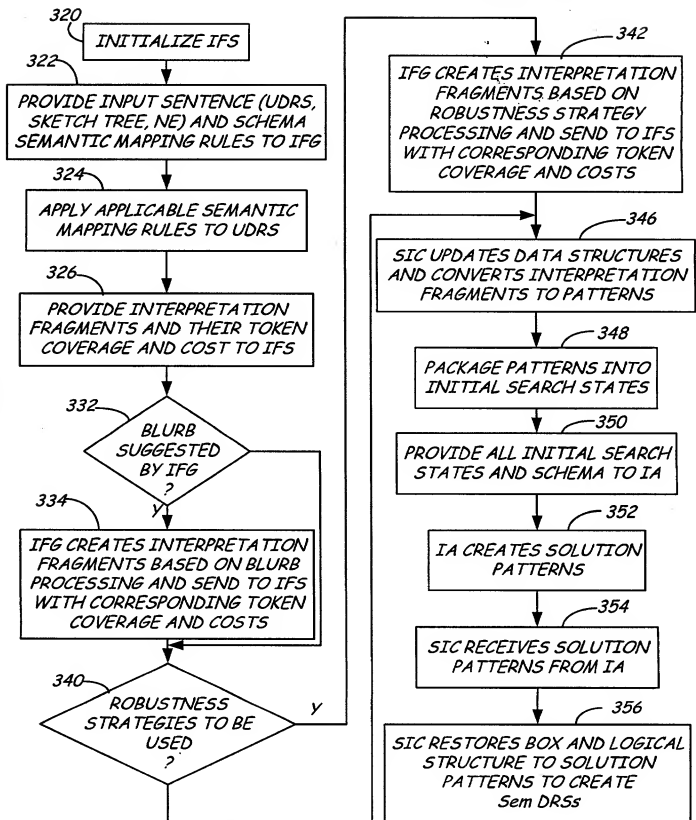 320
INITIALIZE IFS
322
PROVIDE INPUT SENTENCE (UDRS,
SKETCH TREE, NE) AND SCHEMA
SEMANTIC MAPPING RULES TO IFG
324
APPLY APPLICABLE SEMANTIC
MAPPING RULES TO UDRS
326
PROVIDE INTERPRETATION
FRAGMENTS AND THEIR TOKEN
COVERAGE AND COST TO IFS
332
BLURB
SUGGESTED
BY IFG
?
Y
334
IFG CREATES INTERPRETATION
FRAGMENTS BASED ON BLURB
PROCESSING AND SEND TO IFS
WITH CORRESPONDING TOKEN
COVERAGE AND COSTS
340
ROBUSTNESS
STRATEGIES TO BE
USED
?
Y
342
IFG CREATES INTERPRETATION
FRAGMENTS BASED ON
ROBUSTNESS STRATEGY
PROCESSING AND SEND TO IFS
WITH CORRESPONDING TOKEN
COVERAGE AND COSTS
346
SIC UPDATES DATA STRUCTURES
AND CONVERTS INTERPRETATION
FRAGMENTS TO PATTERNS
348
PACKAGE PATTERNS INTO
INITIAL SEARCH STATES
350
PROVIDE ALL INITIAL SEARCH
STATES AND SCHEMA TO IA
352
IA CREATES SOLUTION
PATTERNS
354
SIC RECEIVES SOLUTION
PATTERNS FROM IA
356
SIC RESTORES BOX AND LOGICAL
STRUCTURE TO SOLUTION
PATTERNS TO CREATE
Sem DRSs